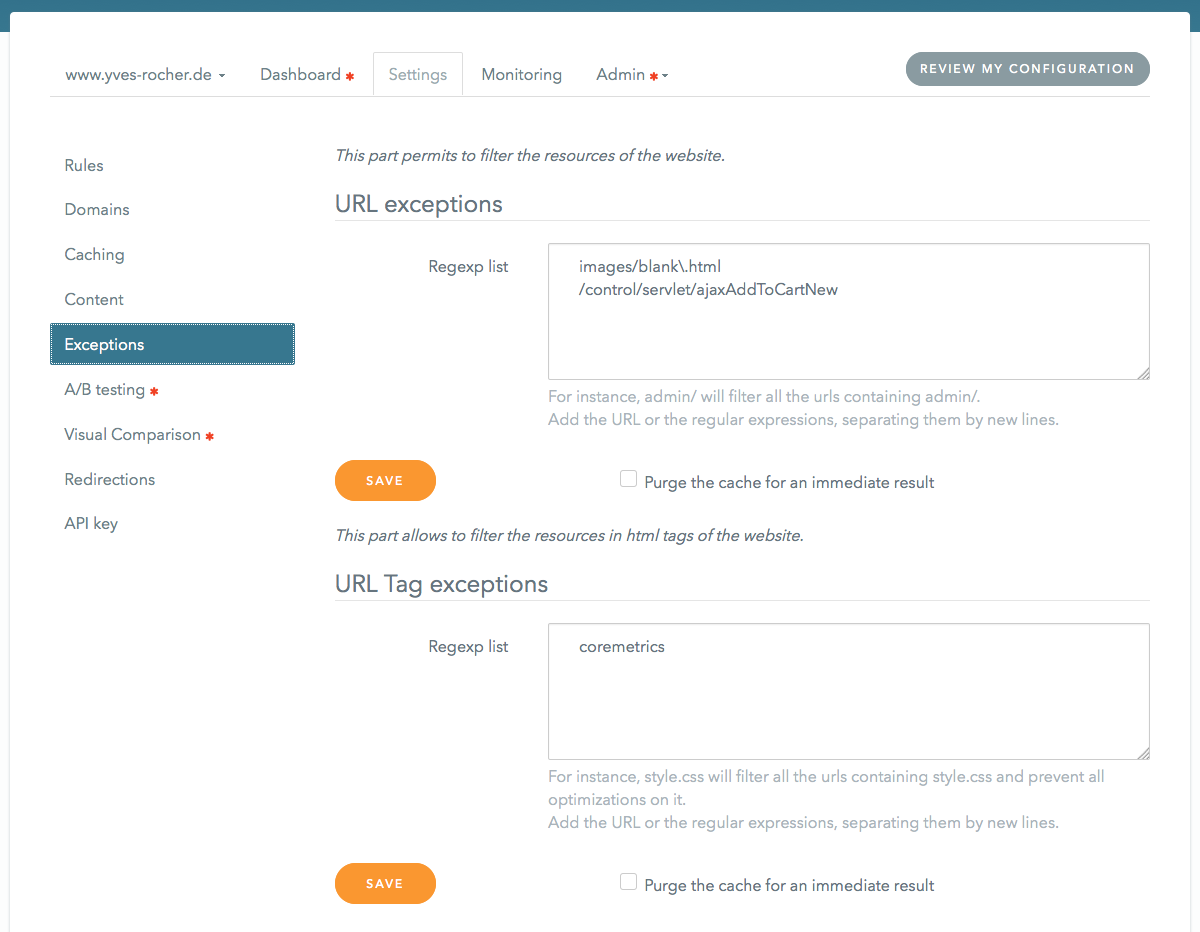 www.yves-rocher.de Dashboard * Settings Monitoring Admin * REVIEW MY CONFIGURATION
Rules
Domains
Caching
Content
Exceptions
A/B testing *
Visual Comparison *
Redirections
API key
This part permits to filter the resources of the website.
URL exceptions
Regexp list
images/blank\.html
/control/servlet/ajaxAddToCartNew
For instance, admin/ will filter all the urls containing admin/.
Add the URL or the regular expressions, separating them by new lines.
SAVE Purge the cache for an immediate result
This part allows to filter the resources in html tags of the website.
URL Tag exceptions
Regexp list
coremetrics
For instance, style.css will filter all the urls containing style.css and prevent all
optimizations on it.
Add the URL or the regular expressions, separating them by new lines.
SAVE Purge the cache for an immediate result